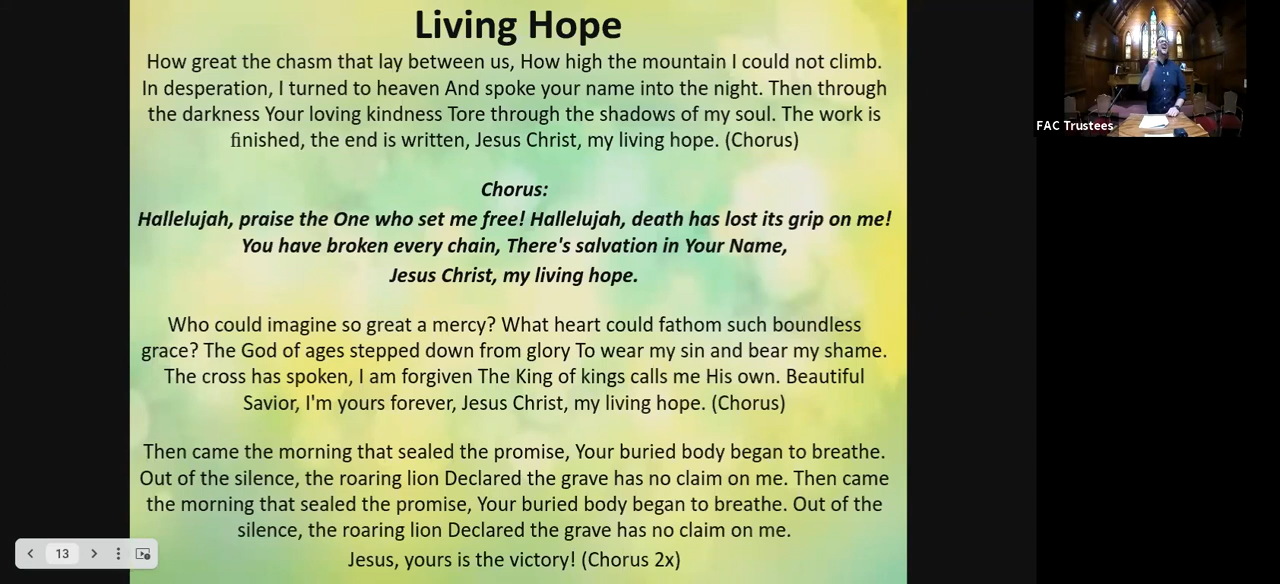 Living Hope
How great the chasm that lay between us, How high the mountain I could not climb.
In desperation, I turned to heaven And spoke your name into the night. Then through
the darkness Your loving kindness Tore through the shadows of my soul. The work is
finished, the end is written, Jesus Christ, my living hope. (Chorus)
Chorus:
Hallelujah, praise the One who set me free! Hallelujah, death has lost its grip on me!
You have broken every chain, There's salvation in Your Name,
Jesus Christ, my living hope.
Who could imagine so great a mercy? What heart could fathom such boundless
grace? The God of ages stepped down from glory To wear my sin and bear my shame.
The cross has spoken, I am forgiven The King of kings calls me His own. Beautiful
Savior, I'm yours forever, Jesus Christ, my living hope. (Chorus)
Then came the morning that sealed the promise, Your buried body began to breathe.
Out of the silence, the roaring lion Declared the grave has no claim on me. Then came
the morning that sealed the promise, Your buried body began to breathe. Out of the
silence, the roaring lion Declared the grave has no claim on me.
Jesus, yours is the victory! (Chorus 2x)
FAC Trustees
13